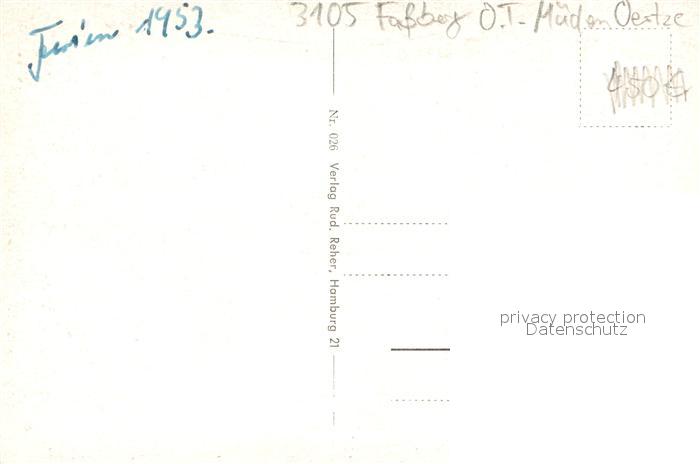 Ferien 1953.
3105 Faßberg O.T. Müden Oertze
Nr. 026 Verlag Rud. Reher, Hamburg 21
privacy protection
Datenschutz